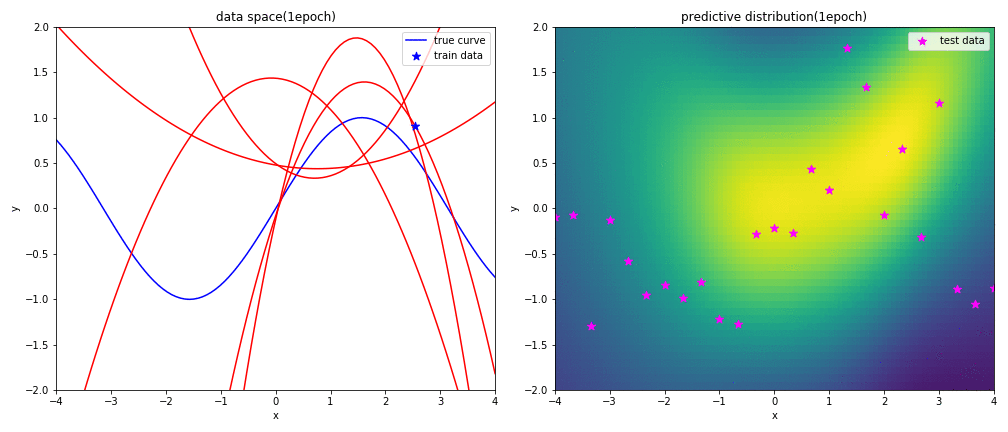 data space(1epoch)
true curve
train data
2.0
1.5
1.0
0.5
0.0
−0.5
−1.0
−1.5
−2.0
y
−4 −3 −2 −1 0 1 2 3 4
x
predictive distribution(1epoch)
test data
2.0
1.5
1.0
0.5
0.0
−0.5
−1.0
−1.5
−2.0
y
−4 −3 −2 −1 0 1 2 3 4
x